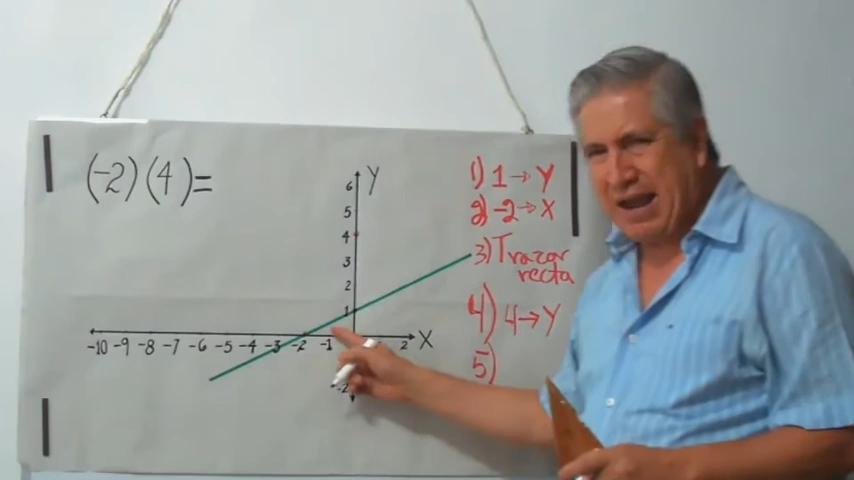 (-2)(4)=
Y
6
5
4
3
2
1
-10 -9 -8 -7 -6 -5 -4 -3 -2 -1 2 X
-2
1) 1→Y
2) -2→X
3) Trazar
recta
4) 4→Y
5)